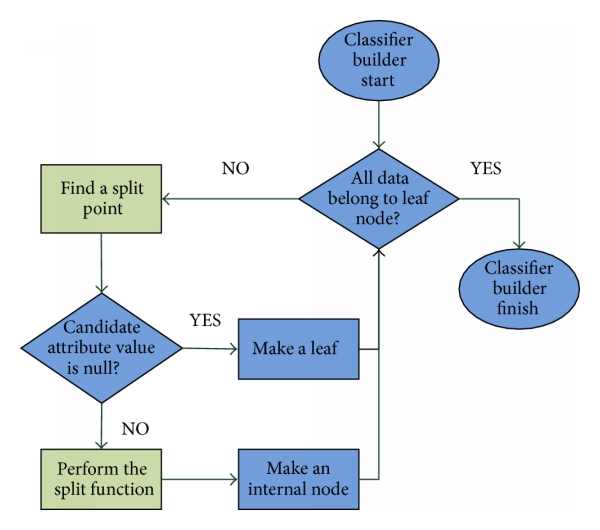 Classifier
builder
start
All data
belong to leaf
node?
NO
YES
Find a split
point
Classifier
builder
finish
Candidate
attribute value
is null?
YES
Make a leaf
NO
Perform the
split function
Make an
internal node